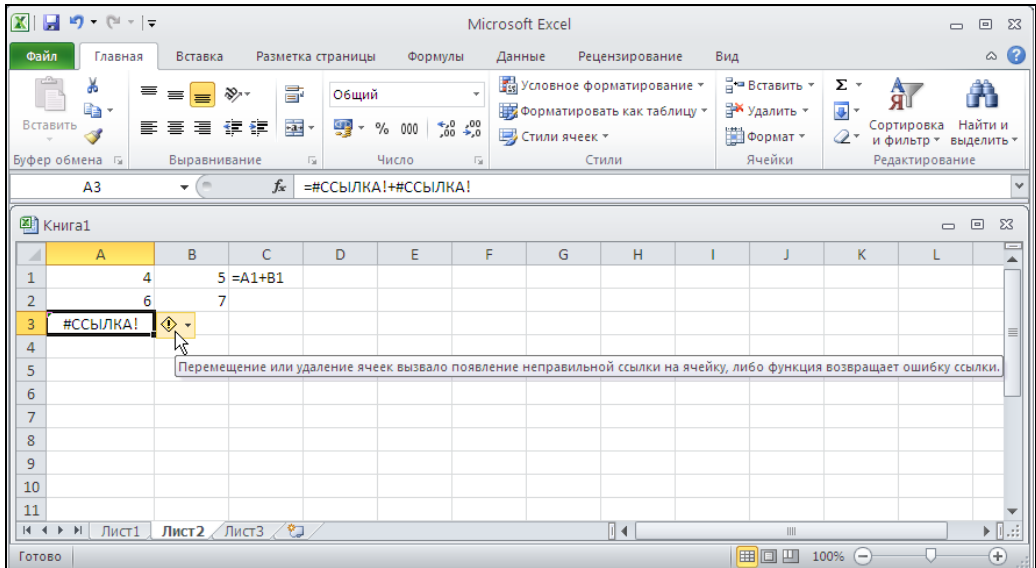 Microsoft Excel
Файл Главная Вставка Разметка страницы Формулы Данные Рецензирование Вид
Вставить
Буфер обмена
Выравнивание
Общий
% 000
Число
Условное форматирование
Форматировать как таблицу
Стили ячеек
Стили
Вставить
Удалить
Формат
Ячейки
Σ
Сортировка и фильтр
Найти и выделить
Редактирование
A3 fx =#ССЫЛКА!+#ССЫЛКА!
Книга1
A B C D E F G H I J K L
1 4 5 =A1+B1
2 6 7
3 #ССЫЛКА!
4
Перемещение или удаление ячеек вызвало появление неправильной ссылки на ячейку, либо функция возвращает ошибку ссылки.
5
6
7
8
9
10
11
Лист1 Лист2 Лист3
Готово 100%